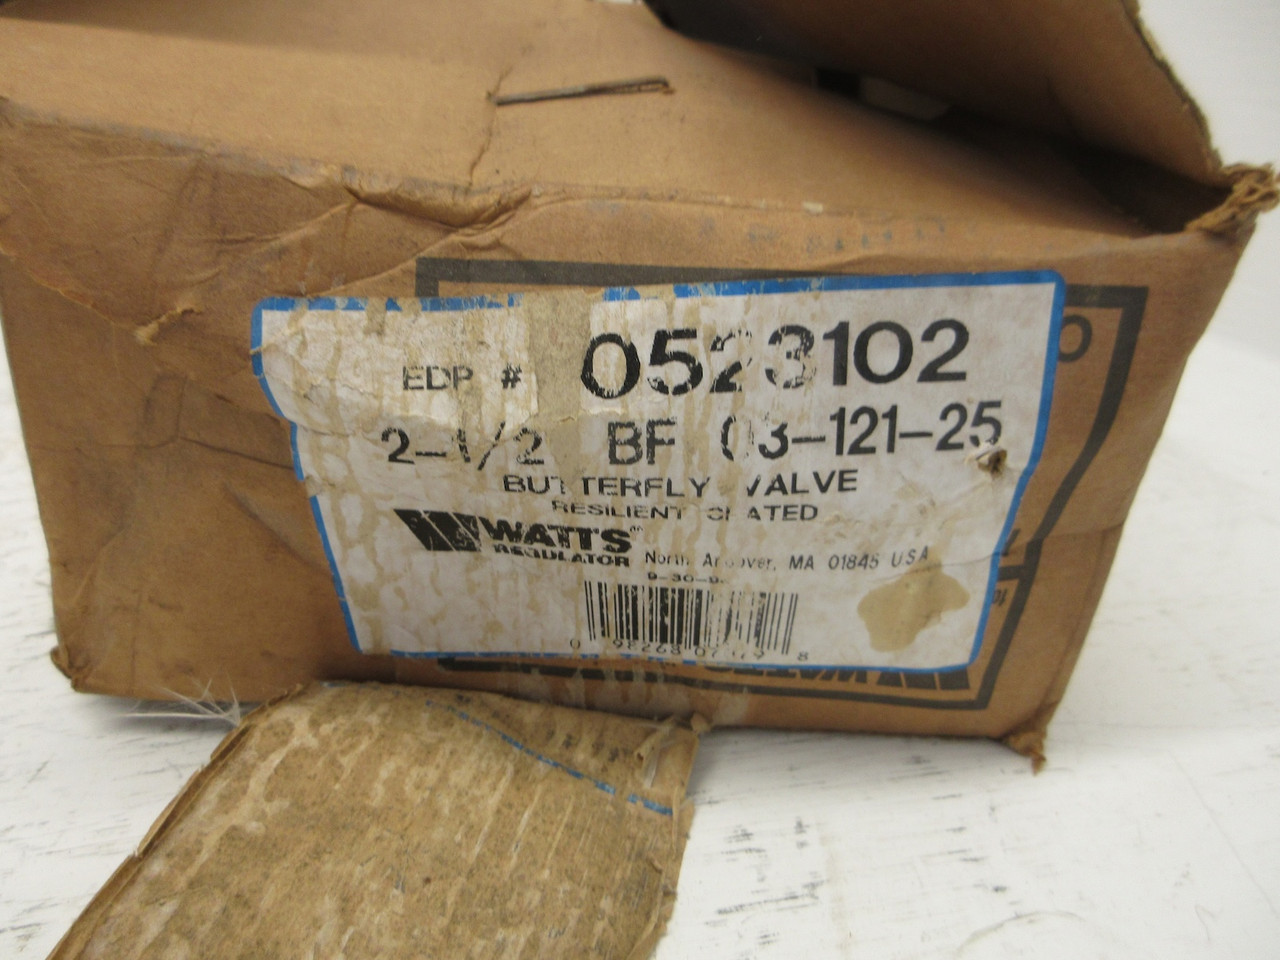 EDP # 0523102
2-1/2 BF 03-121-25
BUTTERFLY VALVE
RESILIENT SEATED
WATTS
REGULATOR North Andover, MA 01845 USA